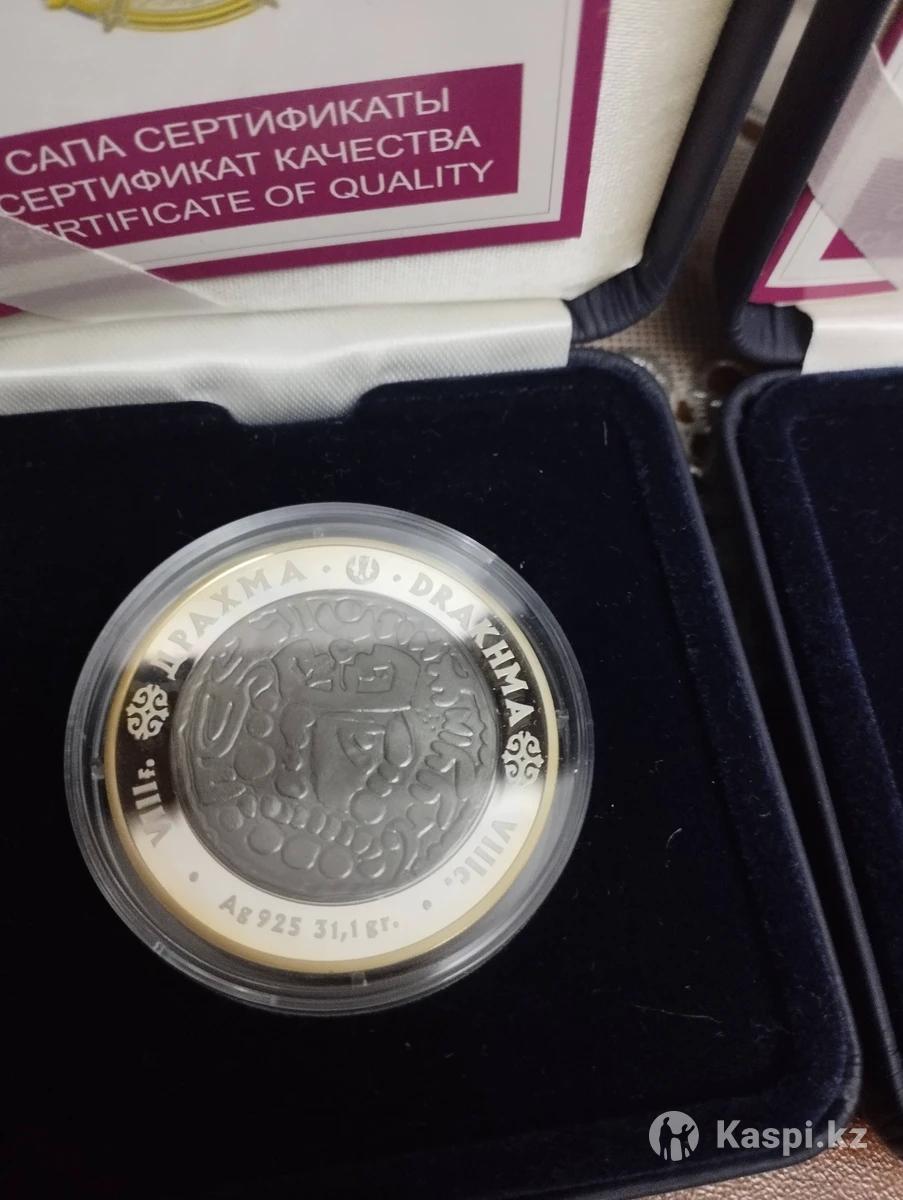 САПА СЕРТИФИКАТЫ
СЕРТИФИКАТ КАЧЕСТВА
CERTIFICATE OF QUALITY
ДРАХМА · · DRAKHMA
VIIIғ. VIIIc.
• Ag 925 31,1 gr. •
Kaspi.kz